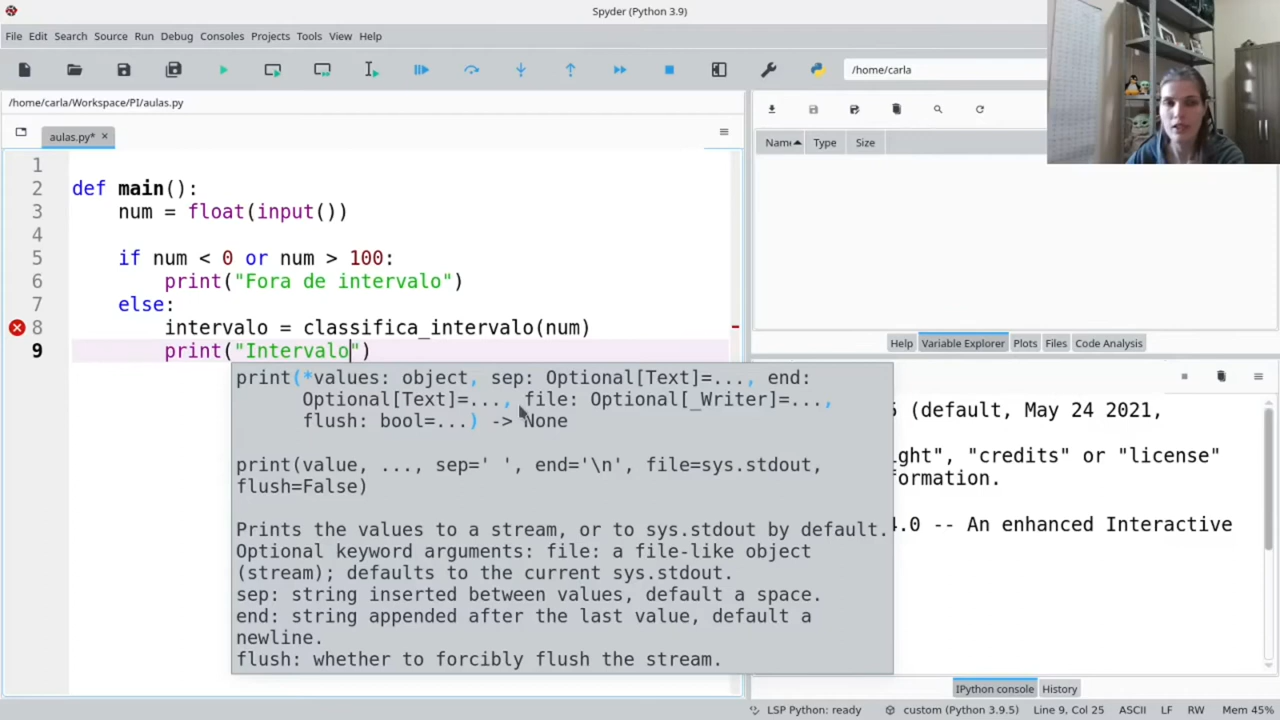 Spyder (Python 3.9)
File Edit Search Source Run Debug Consoles Projects Tools View Help
/home/carla
/home/carla/Workspace/PI/aulas.py
aulas.py*
Name Type Size
1
2 def main():
3 num = float(input())
4
5 if num < 0 or num > 100:
6 print("Fora de intervalo")
7 else:
8 intervalo = classifica_intervalo(num)
9 print("Intervalo")
print(*values: object, sep: Optional[Text]=..., end:
Optional[Text]=..., file: Optional[_Writer]=...,
flush: bool=...) -> None
print(value, ..., sep=' ', end='\n', file=sys.stdout,
flush=False)
Prints the values to a stream, or to sys.stdout by default.
Optional keyword arguments: file: a file-like object
(stream); defaults to the current sys.stdout.
sep: string inserted between values, default a space.
end: string appended after the last value, default a
newline.
flush: whether to forcibly flush the stream.
Help Variable Explorer Plots Files Code Analysis
(default, May 24 2021,
ght", "credits" or "license"
formation.
.0 -- An enhanced Interactive
IPython console History
LSP Python: ready custom (Python 3.9.5) Line 9, Col 25 ASCII LF RW Mem 45%